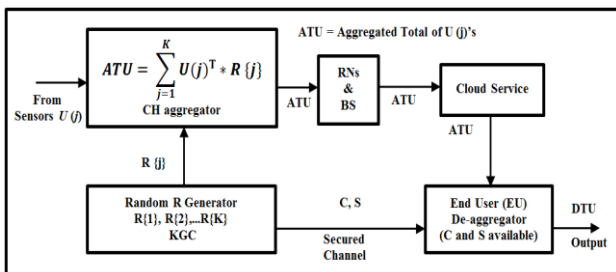 ATU = Aggregated Total of U (j)'s
ATU = \sum_{j=1}^{K} U(j)^T * R {j}
CH aggregator
From
Sensors U (j)
ATU
RNs
&
BS
ATU
Cloud Service
ATU
R {j}
Random R Generator
R{1}, R{2},...R{K}
KGC
C, S
Secured
Channel
End User (EU)
De-aggregator
(C and S available)
DTU
Output